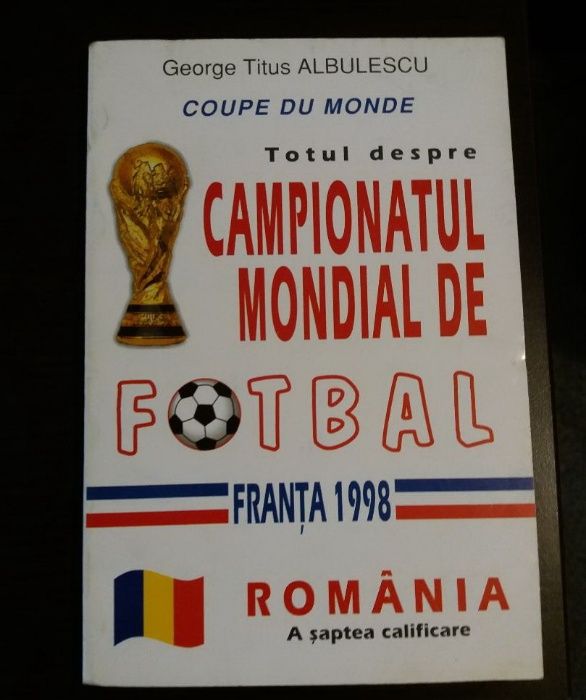 George Titus ALBULESCU
COUPE DU MONDE
Totul despre
CAMPIONATUL
MONDIAL DE
FOTBAL
FRANȚA 1998
ROMÂNIA
A șaptea calificare